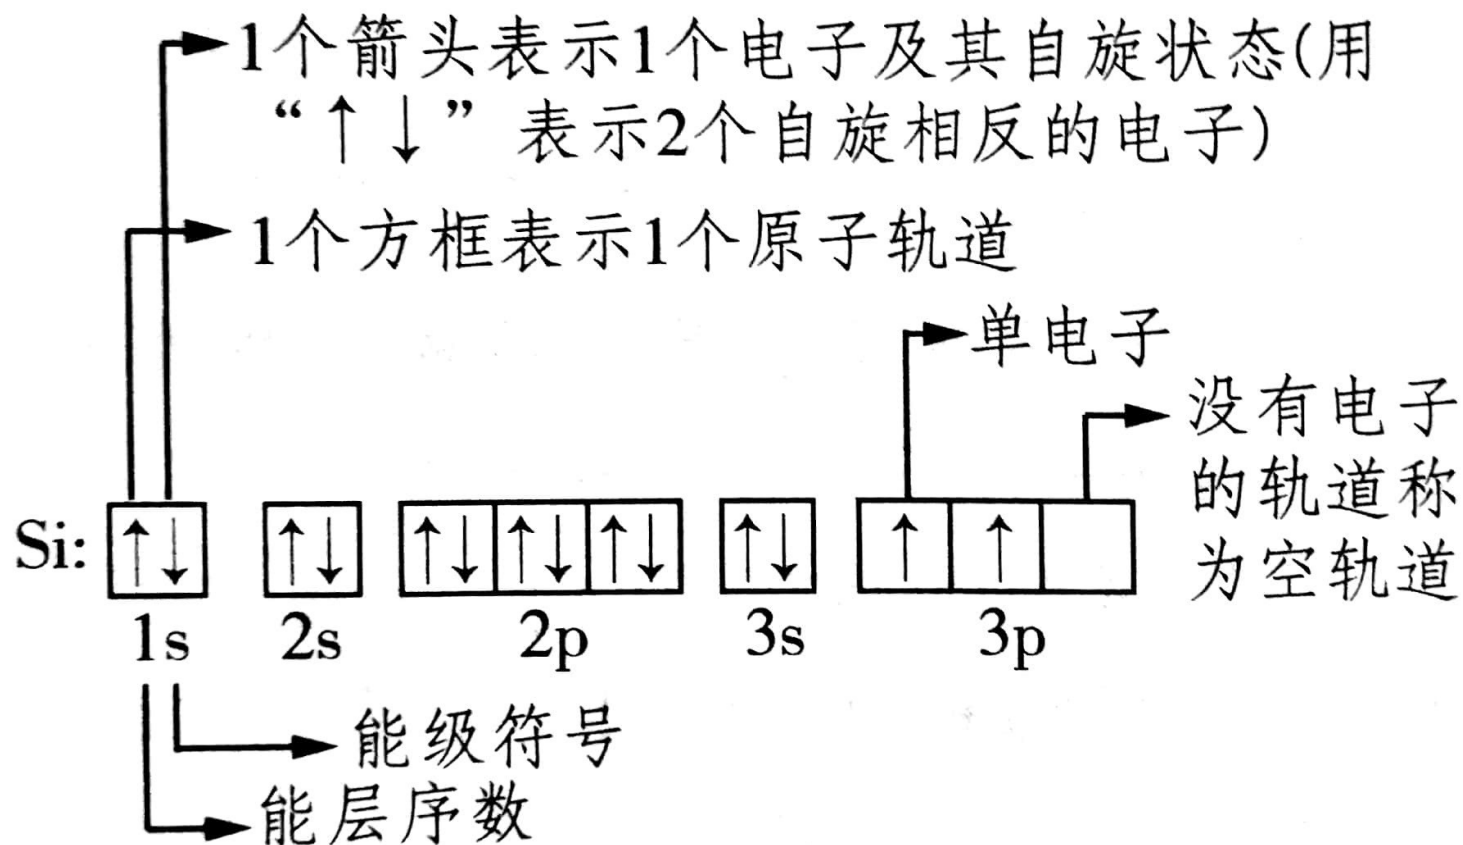 1个箭头表示1个电子及其自旋状态(用
“↑↓”表示2个自旋相反的电子)
1个方框表示1个原子轨道
单电子
没有电子
的轨道称
为空轨道
Si: ↑↓ ↑↓ ↑↓ ↑↓ ↑↓ ↑↓ ↑ ↑
1s 2s 2p 3s 3p
能级符号
能层序数